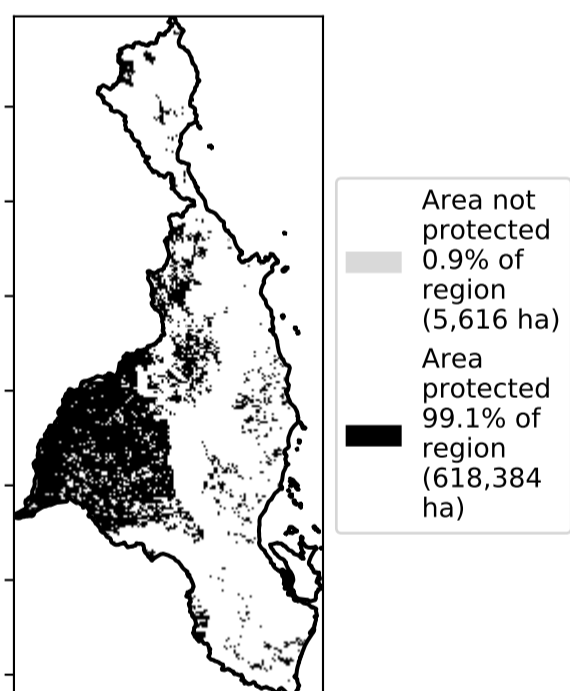 Area not
protected
0.9% of
region
(5,616 ha)
Area
protected
99.1% of
region
(618,384
ha)